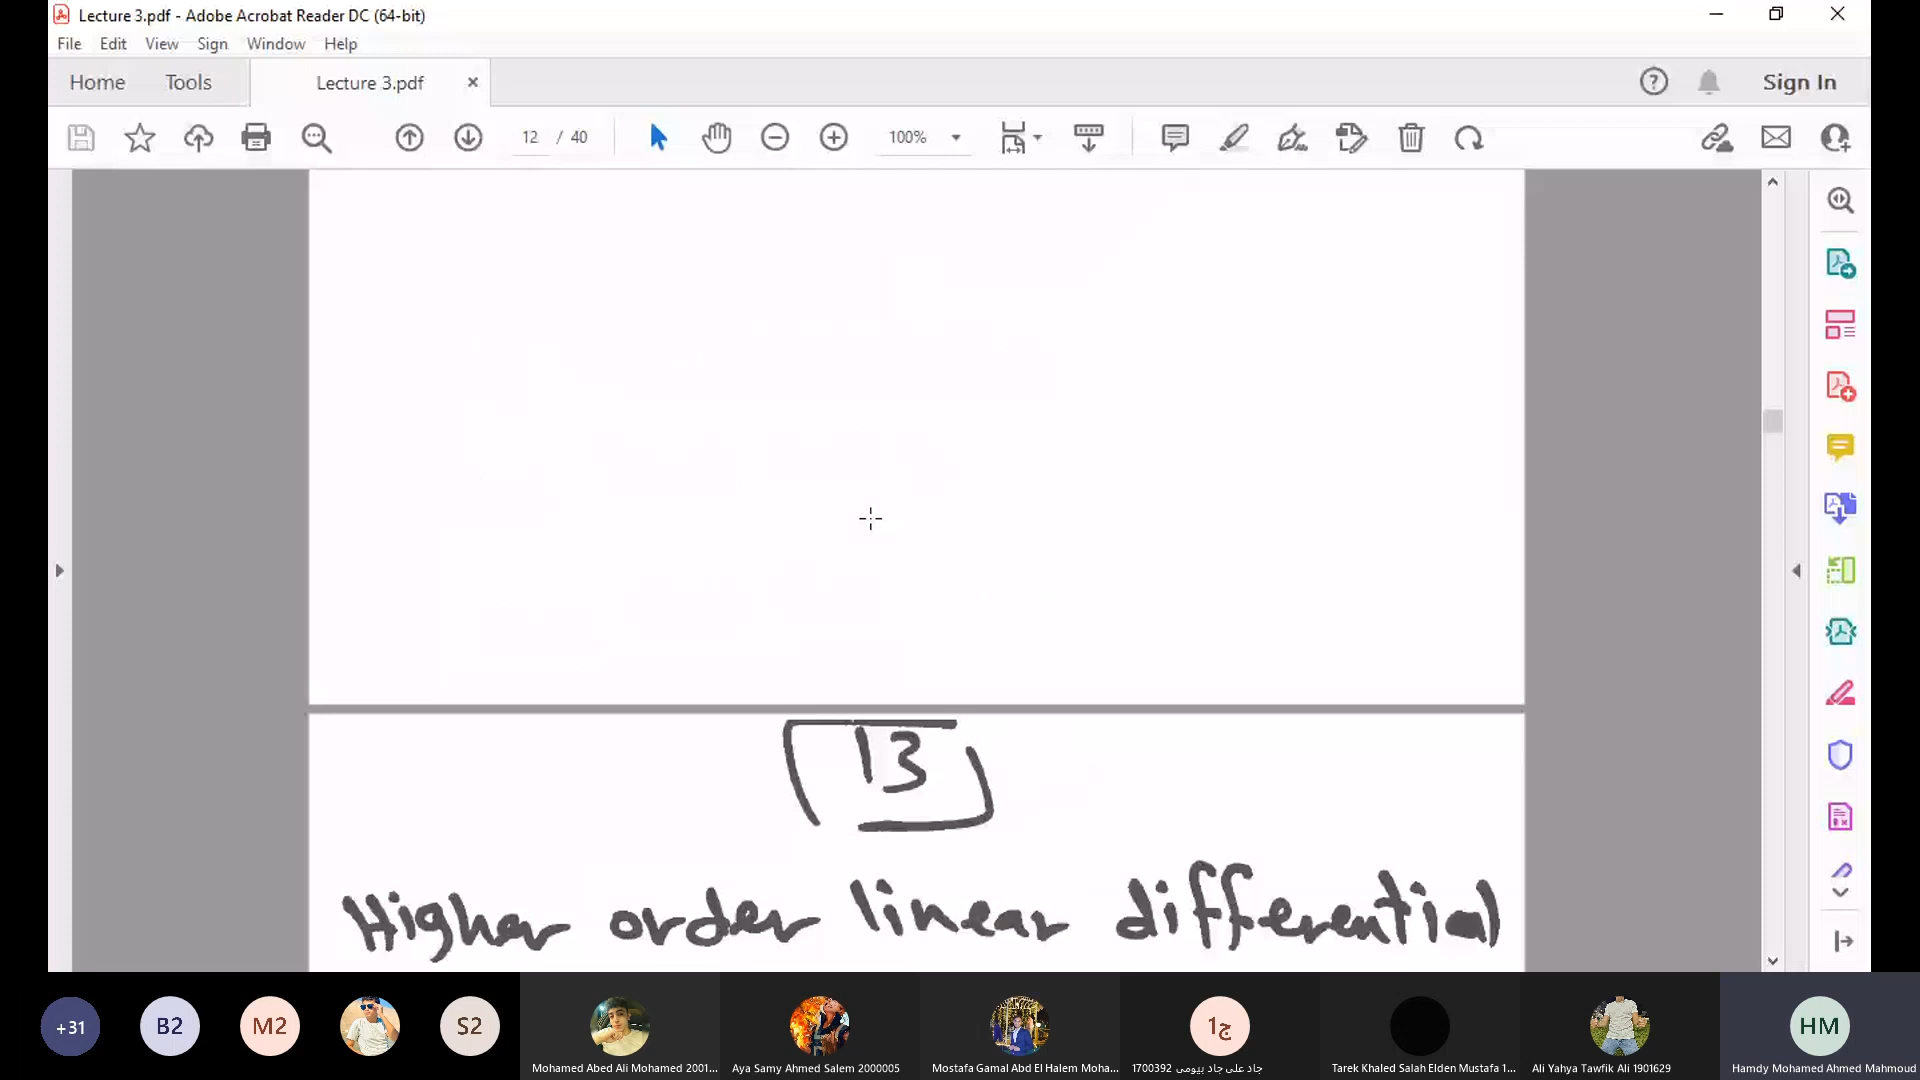 Lecture 3.pdf - Adobe Acrobat Reader DC (64-bit)
File Edit View Sign Window Help
Home Tools Lecture 3.pdf × Sign In
12 / 40 100%
13
Higher order linear differential
+31 B2 M2 S2 ج1 HM
Mohamed Abed Ali Mohamed 2001... Aya Samy Ahmed Salem 2000005 Mostafa Gamal Abd El Halem Moha... جاد على جاد بيومى 1700392 Tarek Khaled Salah Elden Mustafa 1... Ali Yahya Tawfik Ali 1901629 Hamdy Mohamed Ahmed Mahmoud